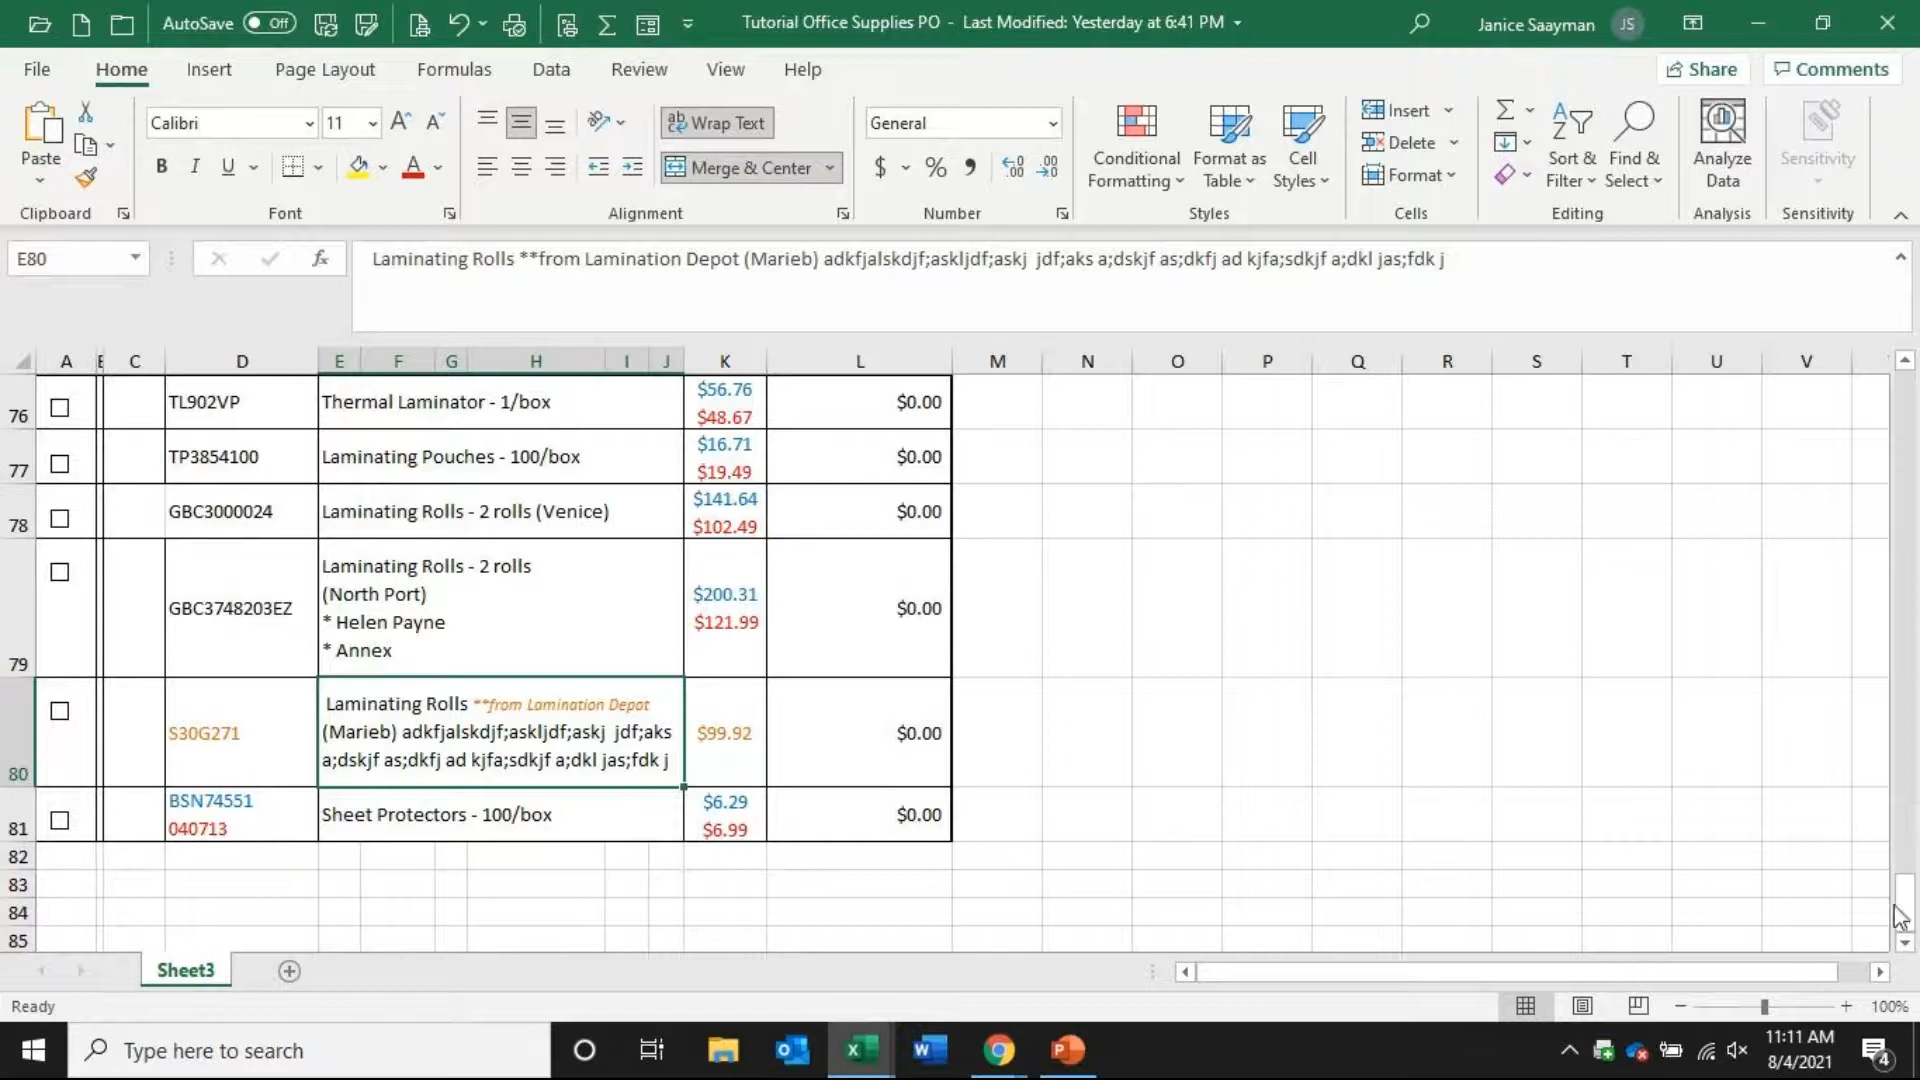 AutoSave Off
Tutorial Office Supplies PO - Last Modified: Yesterday at 6:41 PM
Janice Saayman JS
File Home Insert Page Layout Formulas Data Review View Help
Share Comments
Paste
Clipboard
Calibri 11
B I U A
Font
ab Wrap Text
Merge & Center
Alignment
General
$ % 9 .00 .00
Number
Conditional Formatting
Format as Table
Cell Styles
Styles
Insert
Delete
Format
Cells
Sort & Filter
Find & Select
Editing
Analyze Data
Analysis
Sensitivity
Sensitivity
E80 fx Laminating Rolls **from Lamination Depot (Marieb) adkfjalskdjf;askljdf;askj  jdf;aks a;dskjf as;dkfj ad kjfa;sdkjf a;dkl jas;fdk j
A C D E F G H I J K L M N O P Q R S T U V
76 TL902VP Thermal Laminator - 1/box $56.76 $0.00
$48.67
77 TP3854100 Laminating Pouches - 100/box $16.71 $0.00
$19.49
78 GBC3000024 Laminating Rolls - 2 rolls (Venice) $141.64 $0.00
$102.49
79 GBC3748203EZ Laminating Rolls - 2 rolls $200.31 $0.00
(North Port) $121.99
* Helen Payne
* Annex
80 S30G271 Laminating Rolls **from Lamination Depot $99.92 $0.00
(Marieb) adkfjalskdjf;askljdf;askj  jdf;aks
a;dskjf as;dkfj ad kjfa;sdkjf a;dkl jas;fdk j
81 BSN74551 Sheet Protectors - 100/box $6.29 $0.00
040713 $6.99
82
83
84
85
Sheet3
Ready 100%
Type here to search
11:11 AM
8/4/2021
4